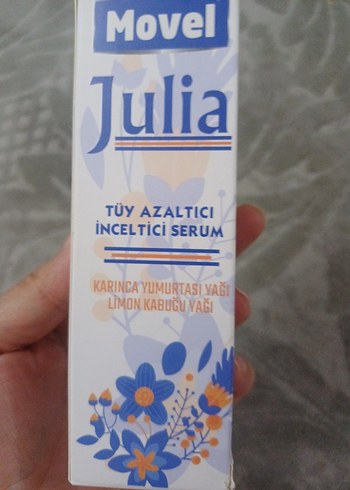 Movel
Julia
TÜY AZALTICI
İNCELTİCİ SERUM
KARINCA YUMURTASI YAĞI
LİMON KABUĞU YAĞI